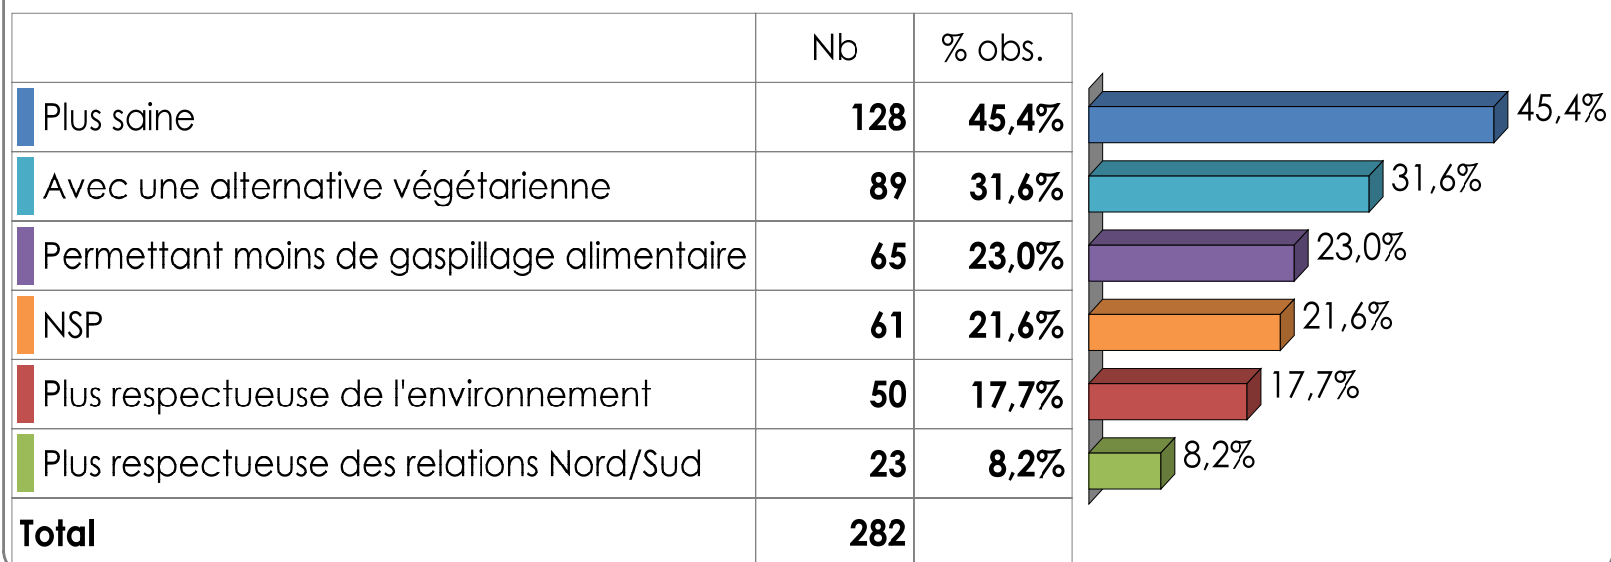 Nb % obs.
Plus saine 128 45,4% 45,4%
Avec une alternative végétarienne 89 31,6% 31,6%
Permettant moins de gaspillage alimentaire 65 23,0% 23,0%
NSP 61 21,6% 21,6%
Plus respectueuse de l'environnement 50 17,7% 17,7%
Plus respectueuse des relations Nord/Sud 23 8,2% 8,2%
Total 282